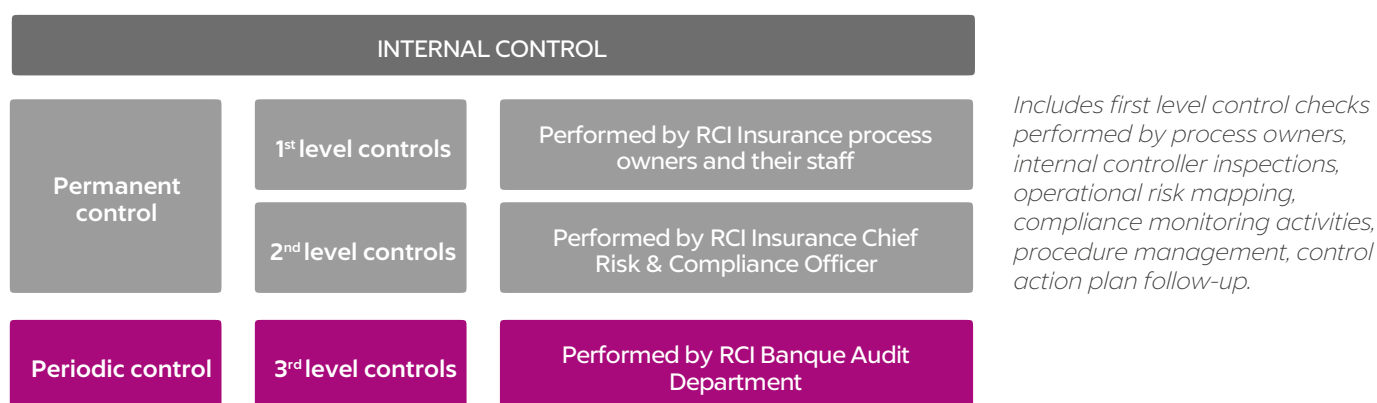 INTERNAL CONTROL
Permanent
control
1st level controls
Performed by RCI Insurance process
owners and their staff
2nd level controls
Performed by RCI Insurance Chief
Risk & Compliance Officer
Periodic control
3rd level controls
Performed by RCI Banque Audit
Department
Includes first level control checks
performed by process owners,
internal controller inspections,
operational risk mapping,
compliance monitoring activities,
procedure management, control
action plan follow-up.